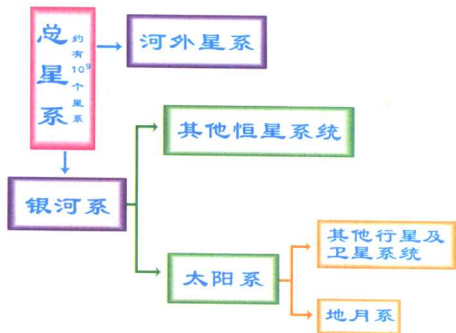 总星系
约有10⁹个星系
河外星系
其他恒星系统
银河系
其他行星及
卫星系统
太阳系
地月系